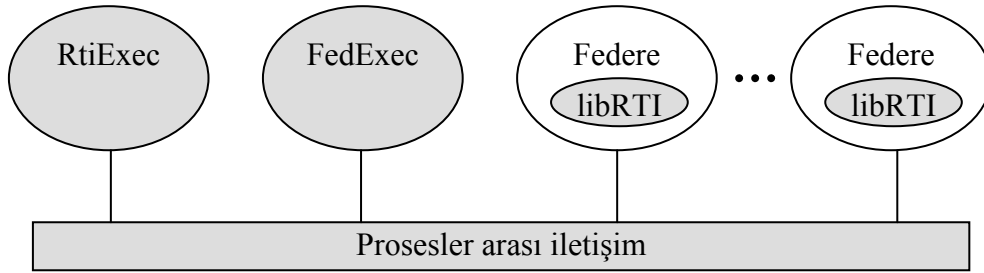 RtiExec
FedExec
Federe
libRTI
...
Federe
libRTI
Prosesler arası iletişim